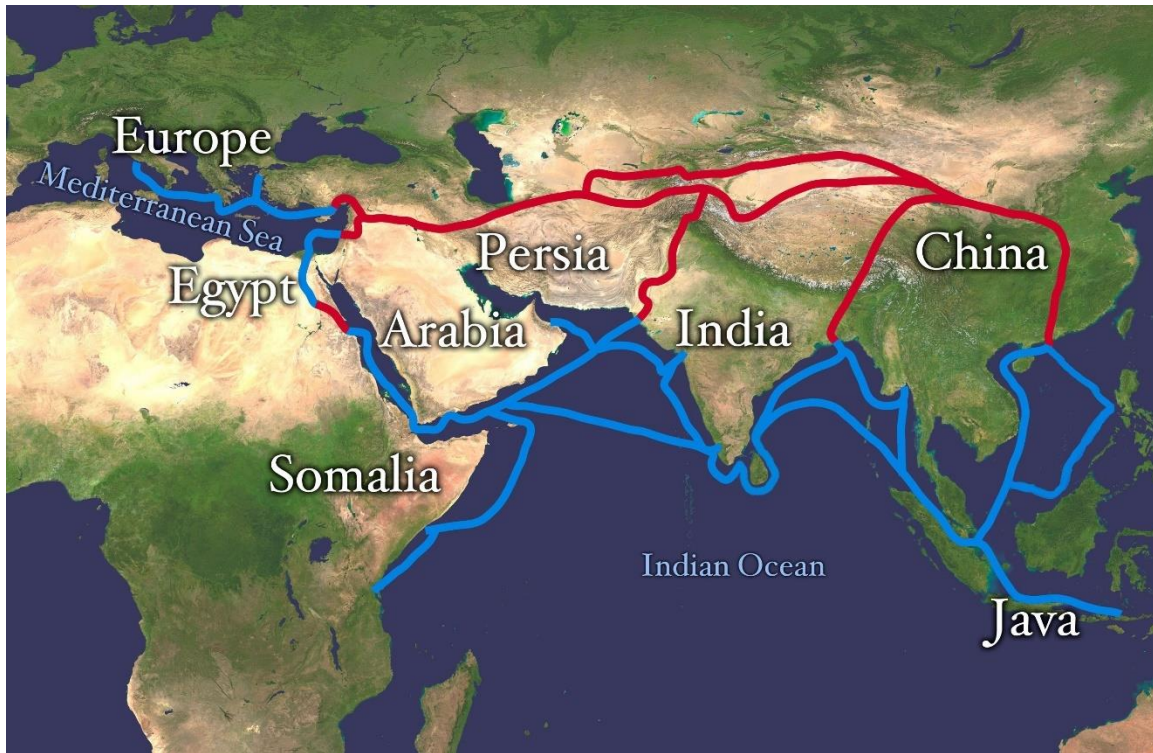 Europe
Mediterranean Sea
Egypt
Persia
China
Arabia
India
Somalia
Indian Ocean
Java